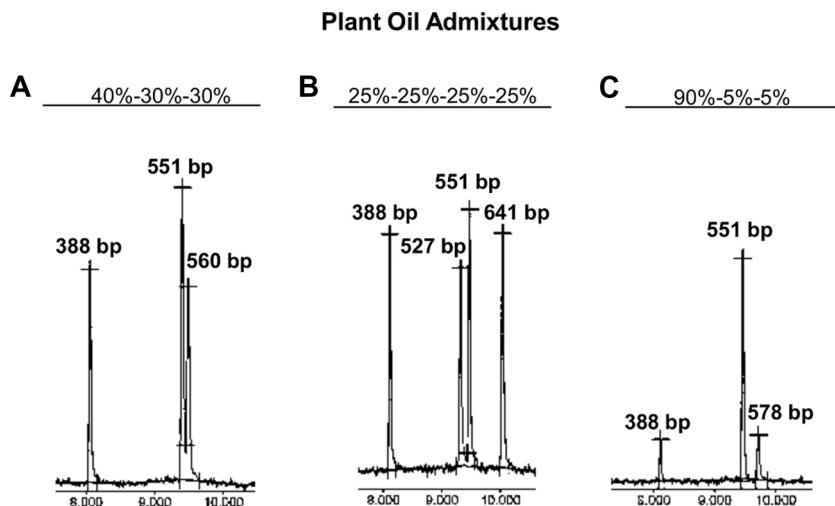 Plant Oil Admixtures
A
40%-30%-30%
388 bp
551 bp
560 bp
8.000 9.000 10.000
B
25%-25%-25%-25%
388 bp
527 bp
551 bp
641 bp
8.000 9.000 10.000
C
90%-5%-5%
388 bp
551 bp
578 bp
8.000 9.000 10.000